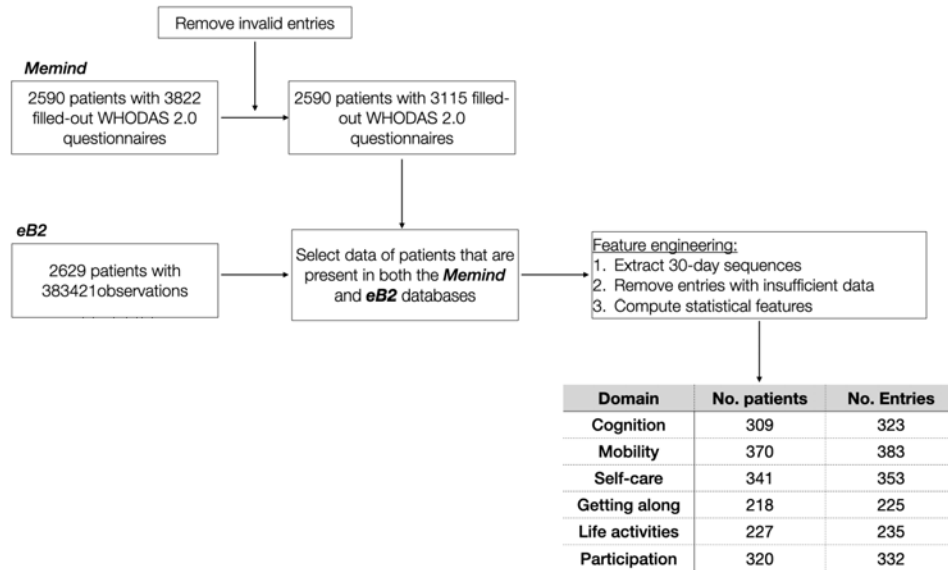 Remove invalid entries
Memind
2590 patients with 3822
filled-out WHODAS 2.0
questionnaires
2590 patients with 3115 filled-
out WHODAS 2.0
questionnaires
eB2
2629 patients with
383421observations
Select data of patients that are
present in both the Memind
and eB2 databases
Feature engineering:
1. Extract 30-day sequences
2. Remove entries with insufficient data
3. Compute statistical features
Domain No. patients No. Entries
Cognition 309 323
Mobility 370 383
Self-care 341 353
Getting along 218 225
Life activities 227 235
Participation 320 332